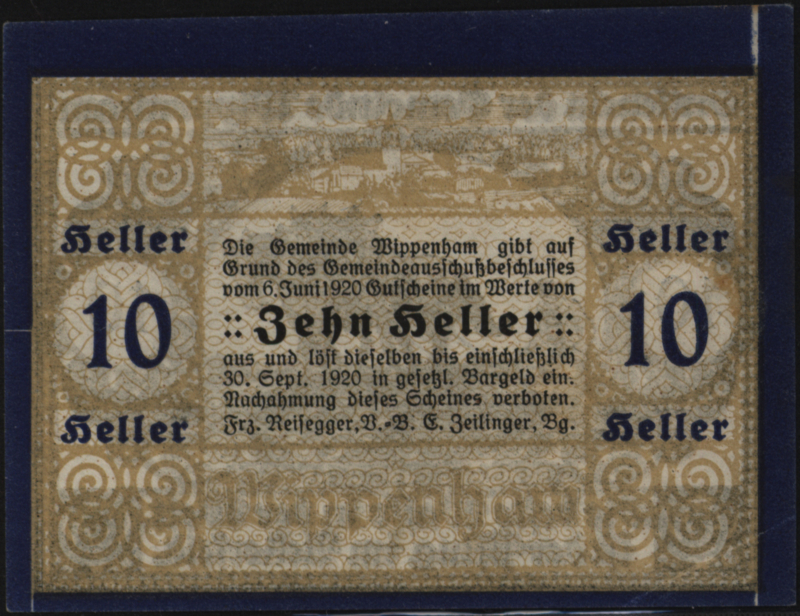 Heller
10
Heller
Die Gemeinde Wippenham gibt auf
Grund des Gemeindeausschußbeschlusses
vom 6. Juni 1920 Gutscheine im Werte von
:: Zehn Heller ::
aus und löst dieselben bis einschließlich
30. Sept. 1920 in gesetzl. Bargeld ein.
Nachahmung dieses Scheines verboten.
Frz. Reisegger, V.-B. E. Zeilinger, Bg.
Wippenham
Heller
10
Heller